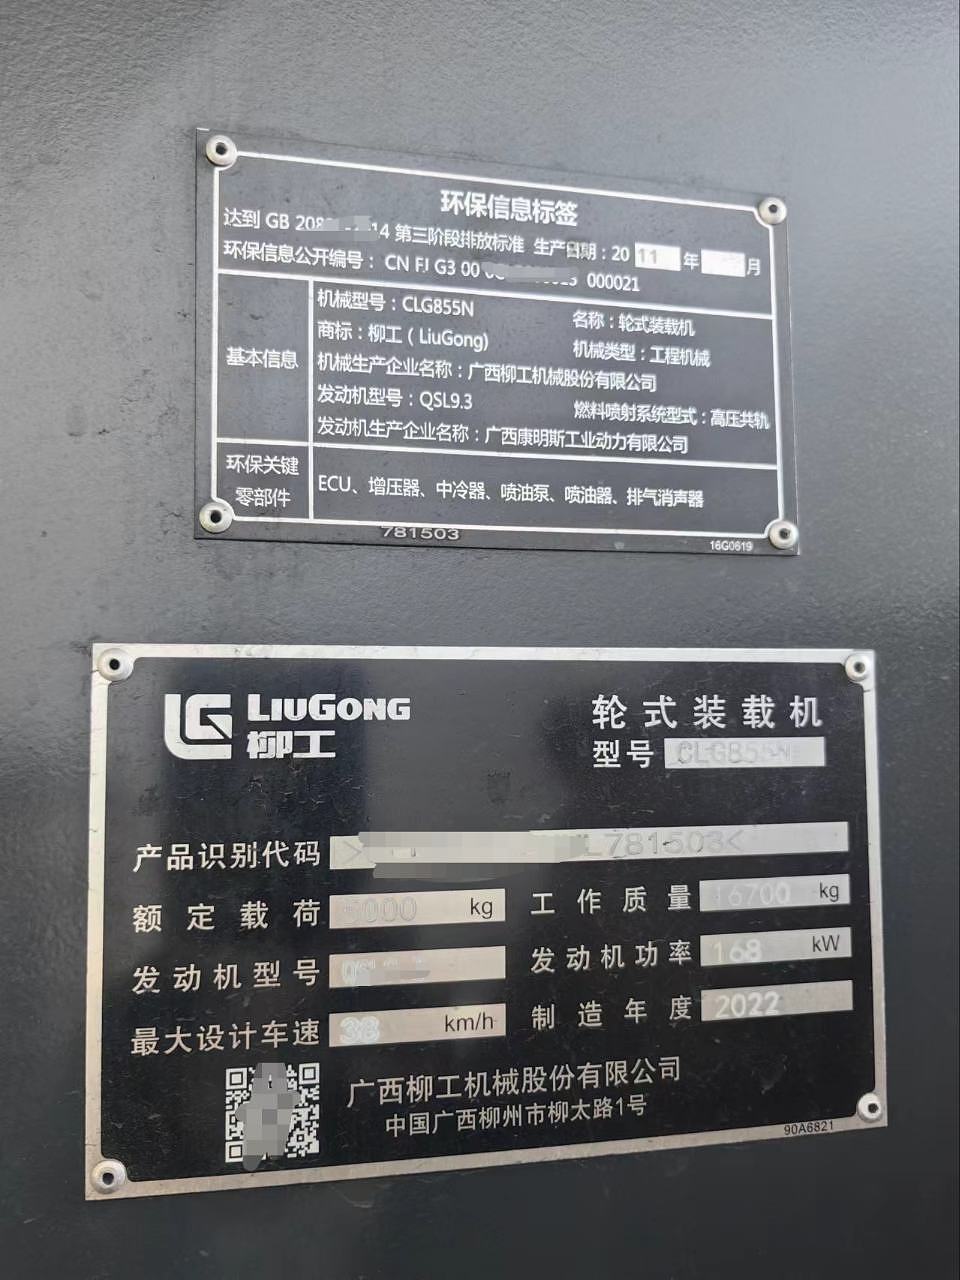 环保信息标签
达到 GB 208 14 第三阶段排放标准 生产日期：20 11 年 月
环保信息公开编号： CN FJ G3 00 000021
基本信息
机械型号：CLG855N
名称：轮式装载机
商标：柳工（LiuGong）
机械类型：工程机械
机械生产企业名称：广西柳工机械股份有限公司
发动机型号：QSL9.3
燃料喷射系统型式：高压共轨
发动机生产企业名称：广西康明斯工业动力有限公司
环保关键
零部件
ECU、增压器、中冷器、喷油泵、喷油器、排气消声器
781503
16G0619
LG LIUGONG
柳工
轮式装载机
型号 CLG855N
产品识别代码 > L781503<
额定载荷 5000 kg
工作质量 16700 kg
发动机型号
发动机功率 168 kW
最大设计车速 38 km/h
制造年度 2022
广西柳工机械股份有限公司
中国广西柳州市柳太路1号
90A6821